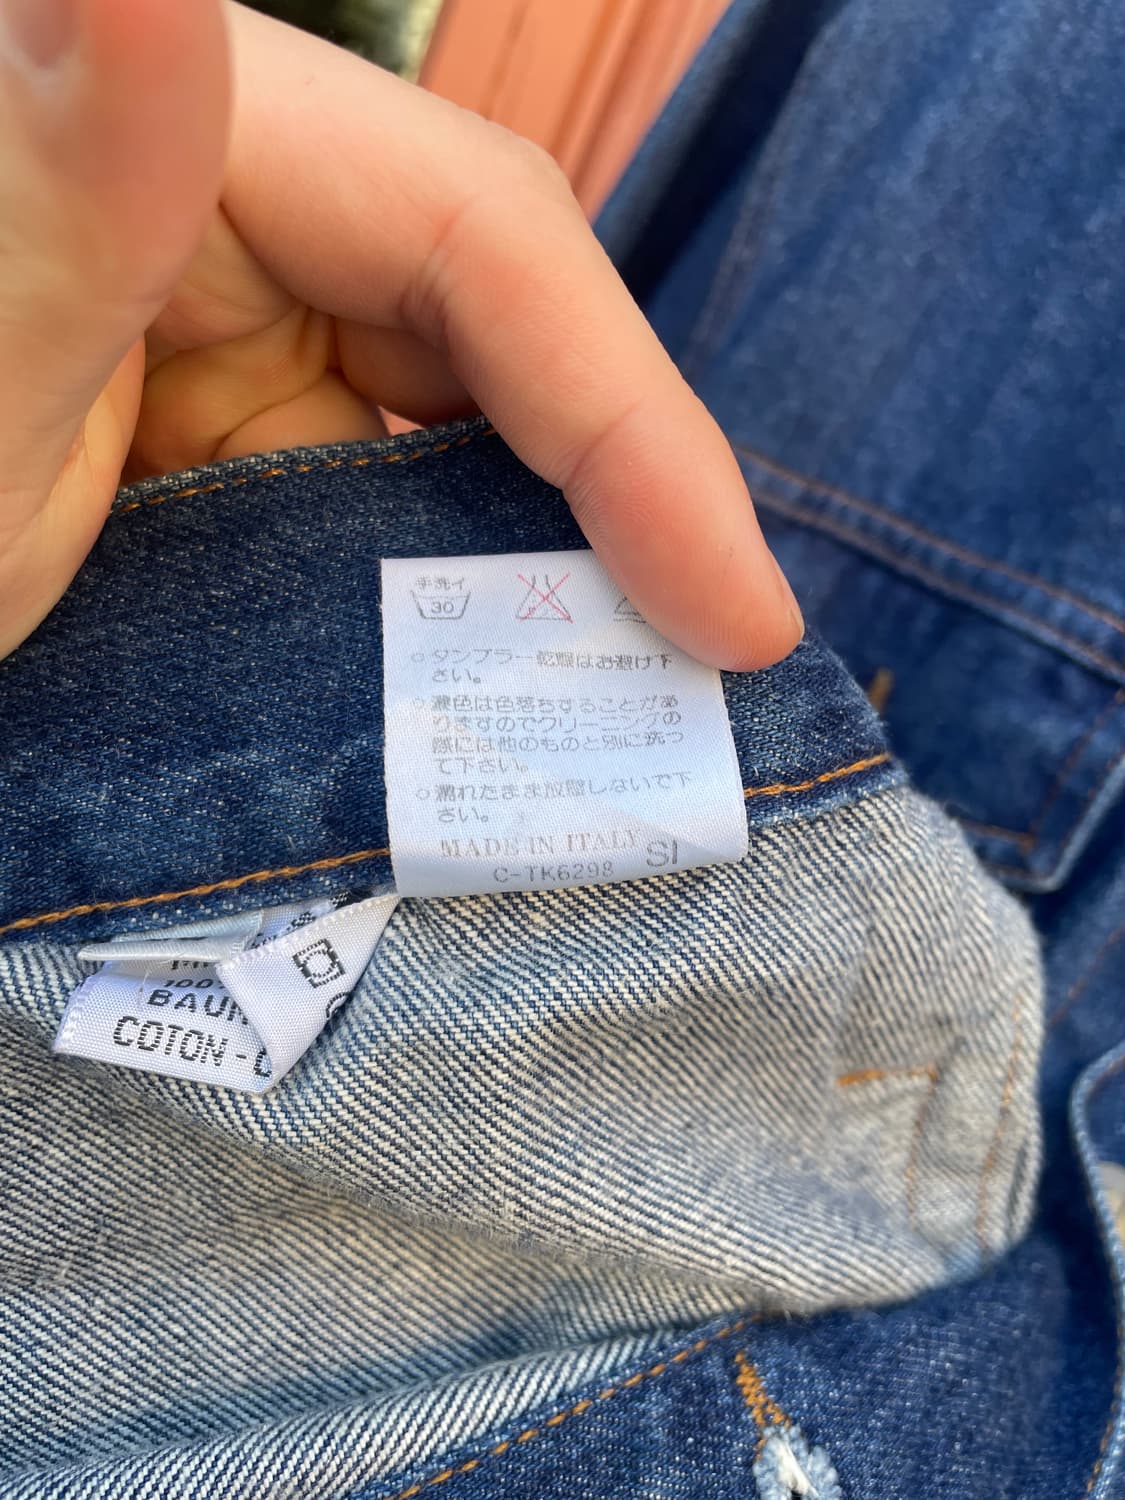 手洗イ
30
○タンブラー乾燥はお避け下
さい。
○濃色は色落ちすることがあ
りますのでクリーニングの
際には他のものと別に洗っ
て下さい。
○濡れたまま放置しないで下
さい。
MADE IN ITALY
SI
C-TK6298
100
BAUM
COTON -